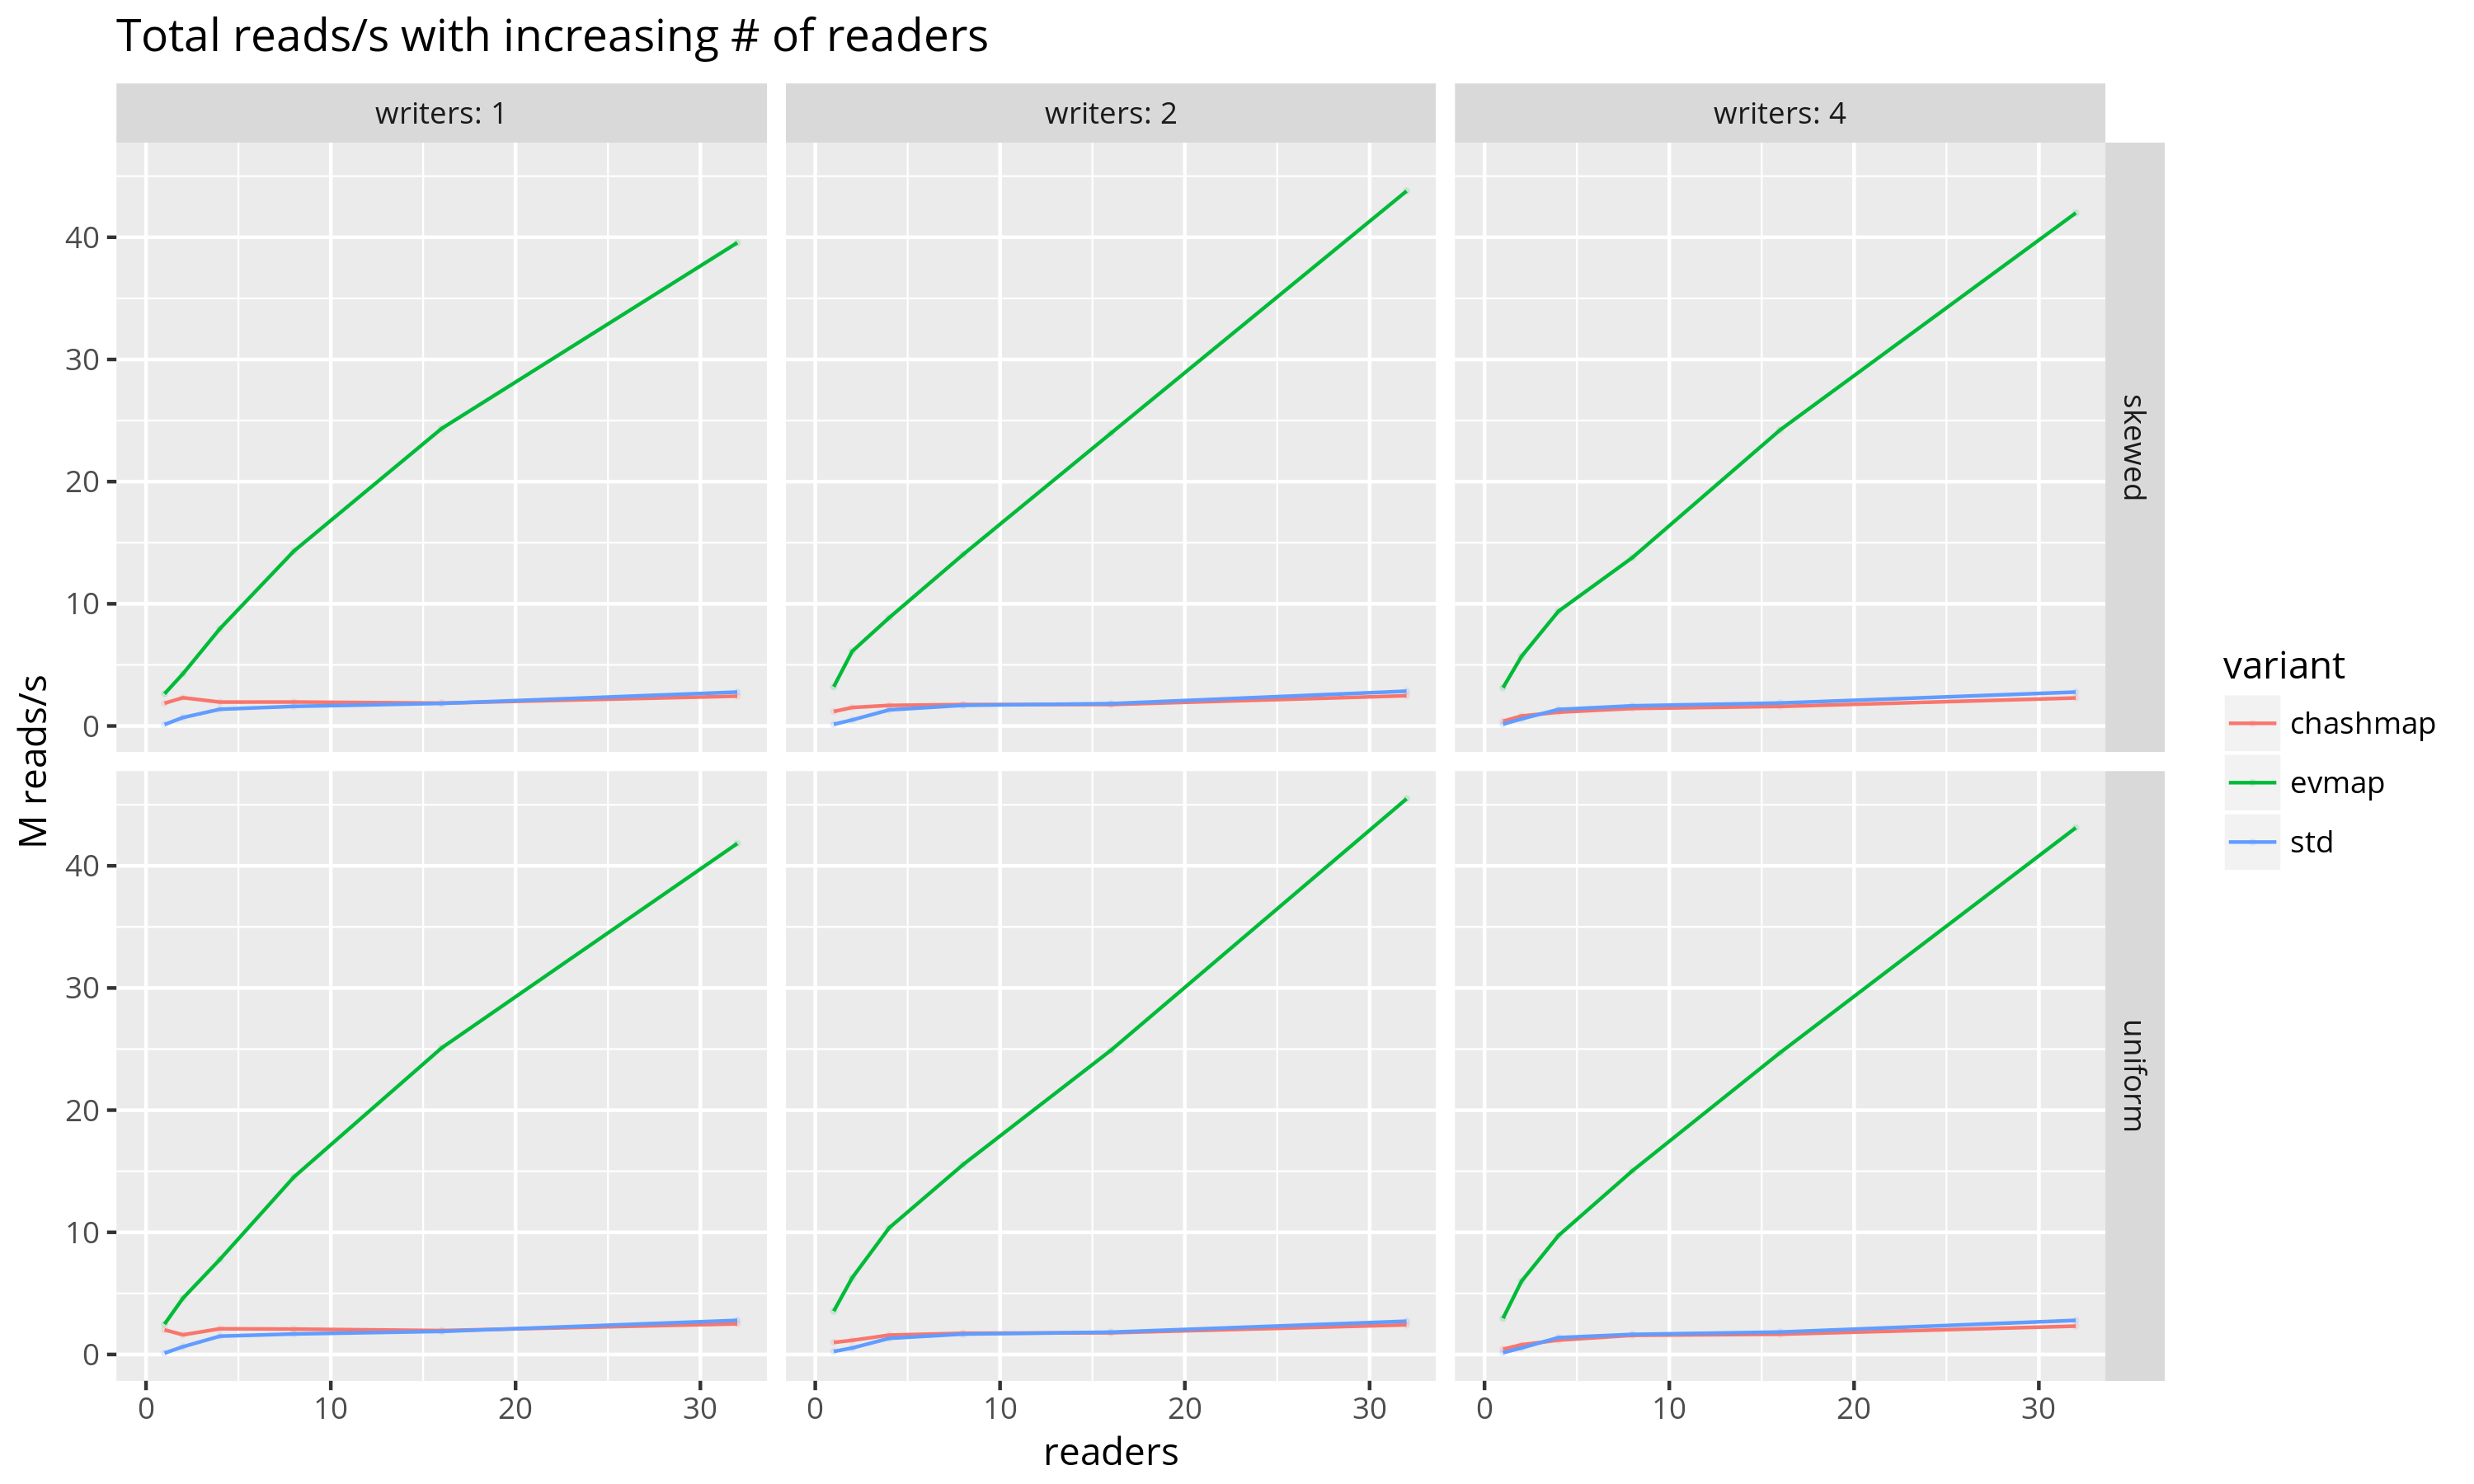 Total reads/s with increasing # of readers
writers: 1
writers: 2
writers: 4
40
30
20
10
0
skewed
M reads/s
40
30
20
10
0
uniform
0 10 20 30
0 10 20 30
0 10 20 30
readers
variant
chashmap
evmap
std